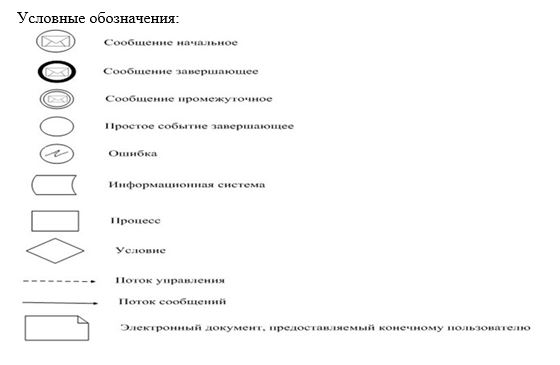 Условные обозначения:
Сообщение начальное
Сообщение завершающее
Сообщение промежуточное
Простое событие завершающее
Ошибка
Информационная система
Процесс
Условие
Поток управления
Поток сообщений
Электронный документ, предоставляемый конечному пользователю